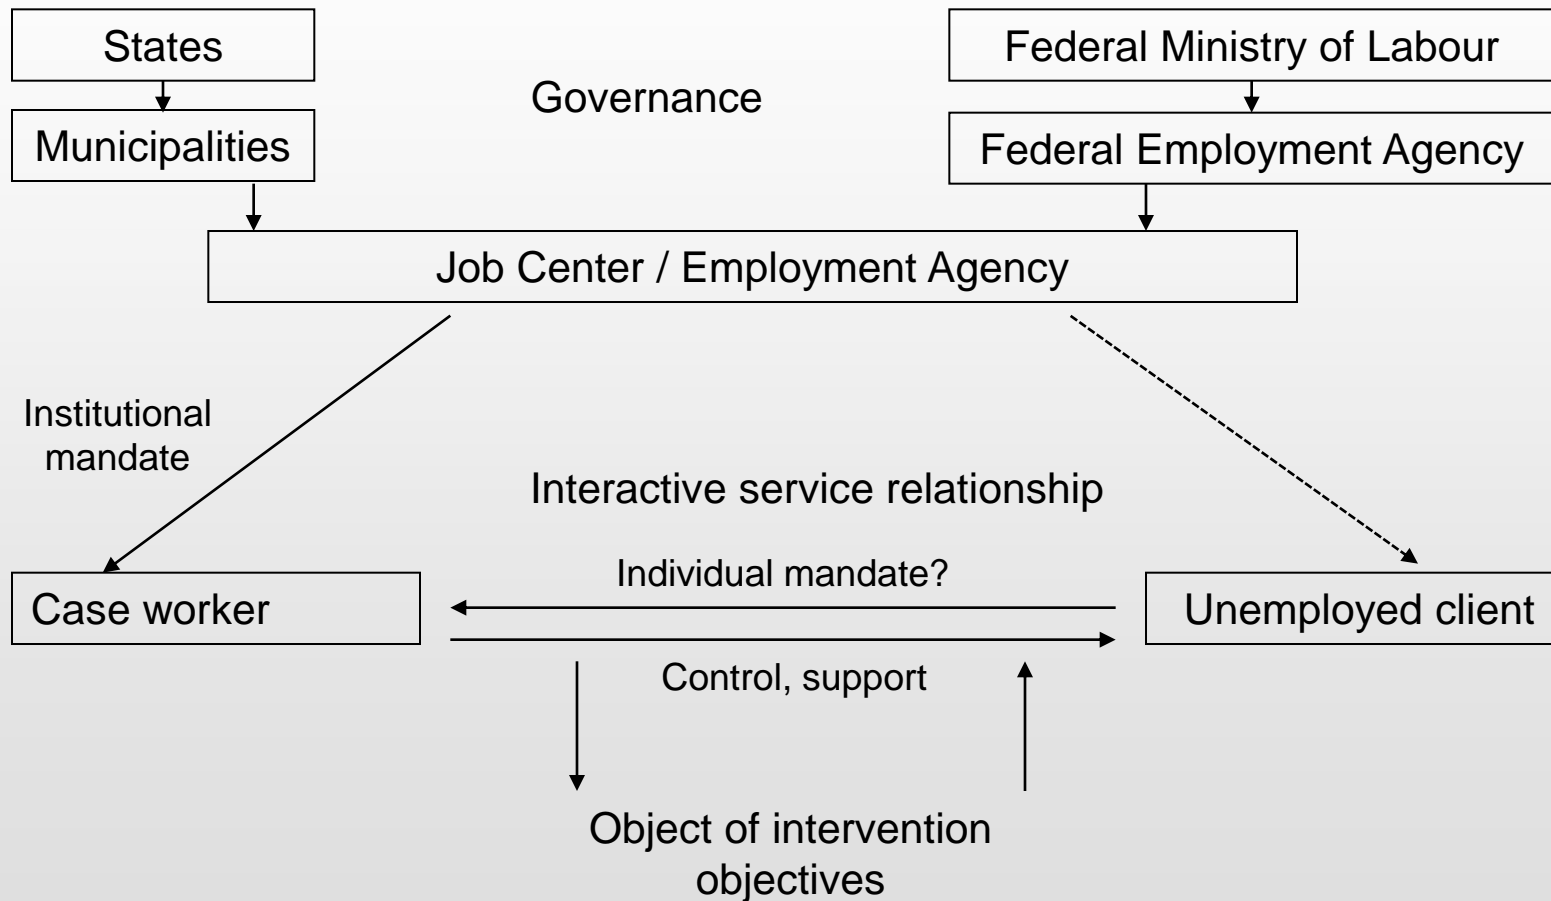 States
Federal Ministry of Labour
Governance
Municipalities
Federal Employment Agency
Job Center / Employment Agency
Institutional
mandate
Interactive service relationship
Individual mandate?
Case worker
Unemployed client
Control, support
Object of intervention
objectives